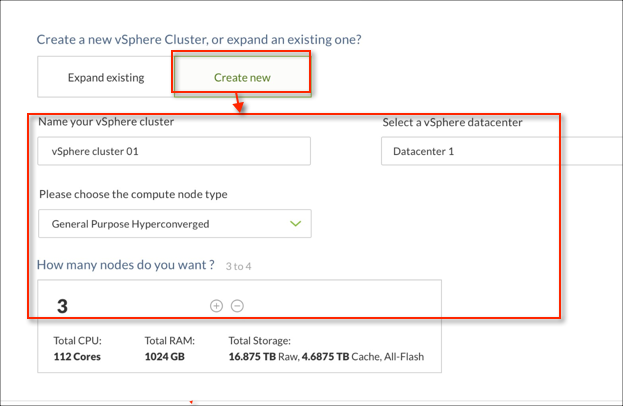 Create a new vSphere Cluster, or expand an existing one?
Expand existing
Create new
Name your vSphere cluster
Select a vSphere datacenter
vSphere cluster 01
Datacenter 1
Please choose the compute node type
General Purpose Hyperconverged
How many nodes do you want ? 3 to 4
3
Total CPU: Total RAM: Total Storage:
112 Cores 1024 GB 16.875 TB Raw, 4.6875 TB Cache, All-Flash